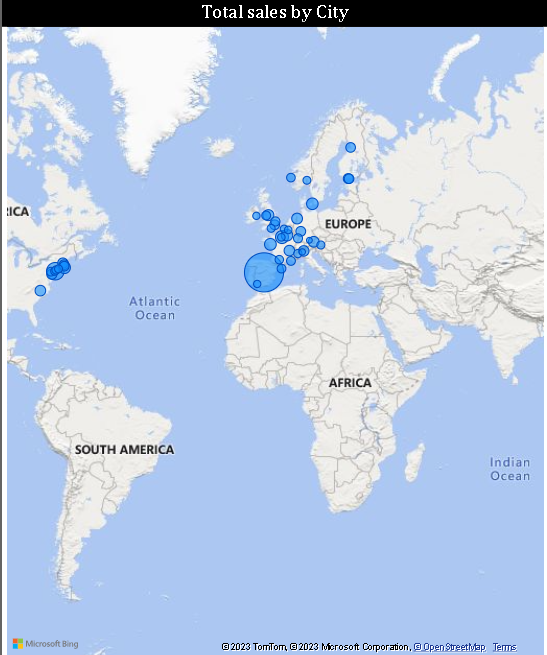 Total sales by City
RICA
EUROPE
Atlantic
Ocean
AFRICA
SOUTH AMERICA
Indian
Ocean
Microsoft Bing
©2023 TomTom, ©2023 Microsoft Corporation, © OpenStreetMap Terms